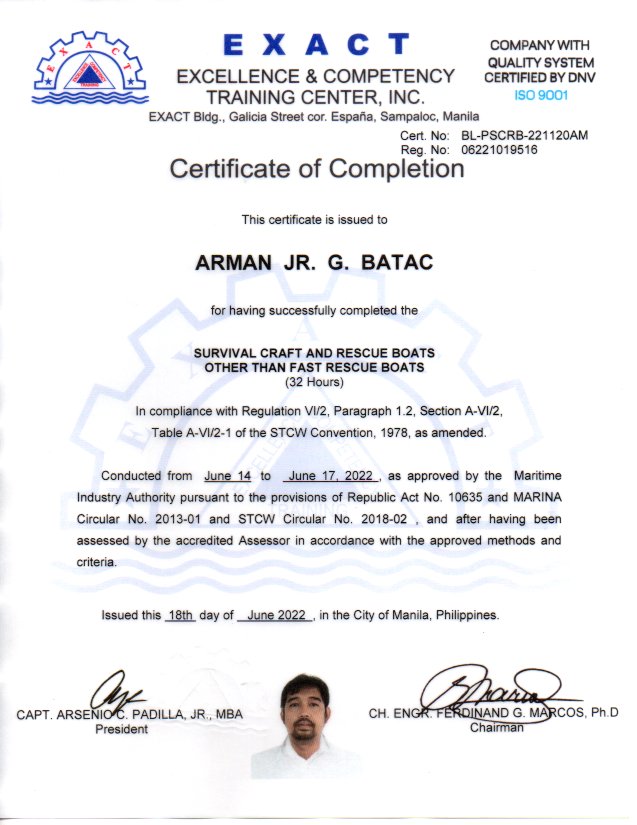 E X A C T
EXCELLENCE & COMPETENCY
TRAINING CENTER, INC.
EXACT Bldg., Galicia Street cor. España, Sampaloc, Manila
COMPANY WITH
QUALITY SYSTEM
CERTIFIED BY DNV
ISO 9001
Cert. No: BL-PSCRB-221120AM
Reg. No: 06221019516
Certificate of Completion
This certificate is issued to
ARMAN JR. G. BATAC
for having successfully completed the
SURVIVAL CRAFT AND RESCUE BOATS
OTHER THAN FAST RESCUE BOATS
(32 Hours)
In compliance with Regulation VI/2, Paragraph 1.2, Section A-VI/2,
Table A-VI/2-1 of the STCW Convention, 1978, as amended.
Conducted from June 14 to June 17, 2022 , as approved by the Maritime
Industry Authority pursuant to the provisions of Republic Act No. 10635 and MARINA
Circular No. 2013-01 and STCW Circular No. 2018-02 , and after having been
assessed by the accredited Assessor in accordance with the approved methods and
criteria.
Issued this 18th day of June 2022 , in the City of Manila, Philippines.
CAPT. ARSENIO C. PADILLA, JR., MBA
President
CH. ENGR. FERDINAND G. MARCOS, Ph.D
Chairman